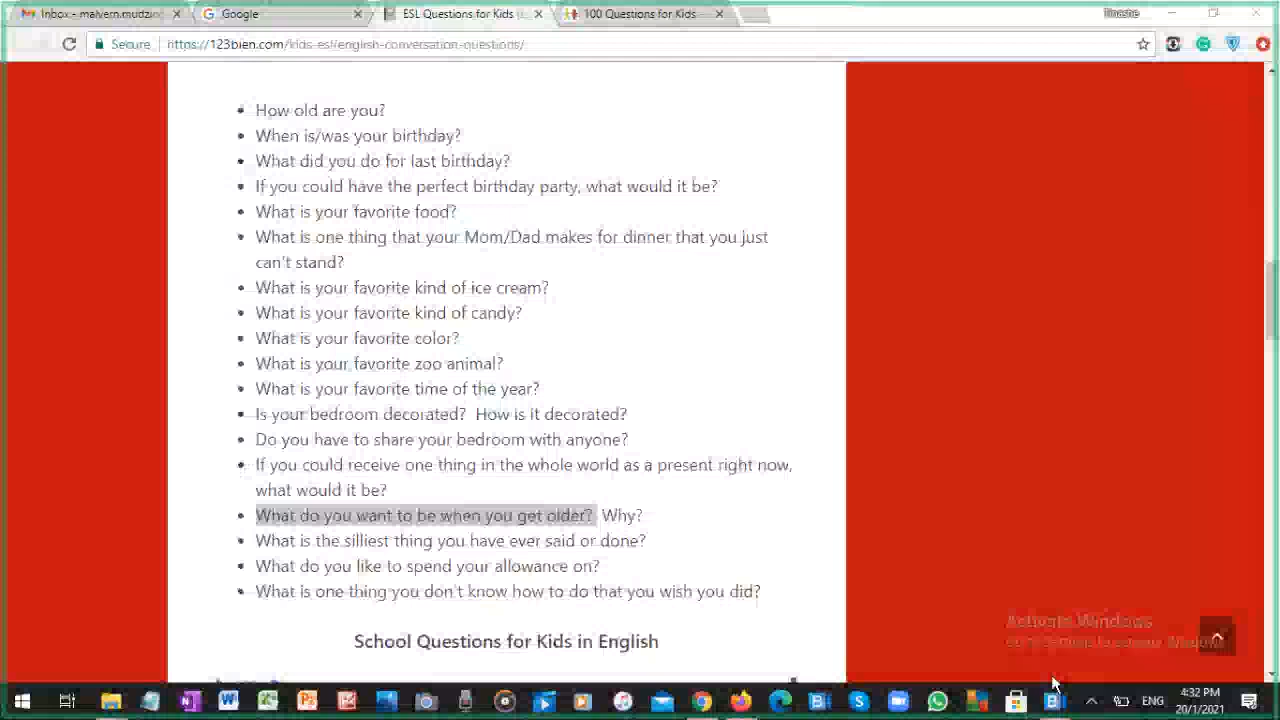 Inbox - malvern.mudzin
Google
ESL Questions for Kids (
100 Questions for Kids
Tinashe
Secure
https://123bien.com/kids-esl/english-conversation-questions/
How old are you?
When is/was your birthday?
What did you do for last birthday?
If you could have the perfect birthday party, what would it be?
What is your favorite food?
What is one thing that your Mom/Dad makes for dinner that you just
can't stand?
What is your favorite kind of ice cream?
What is your favorite kind of candy?
What is your favorite color?
What is your favorite zoo animal?
What is your favorite time of the year?
Is your bedroom decorated? How is it decorated?
Do you have to share your bedroom with anyone?
If you could receive one thing in the whole world as a present right now,
what would it be?
What do you want to be when you get older? Why?
What is the silliest thing you have ever said or done?
What do you like to spend your allowance on?
What is one thing you don't know how to do that you wish you did?
Activate Windows
Go to Settings to activate Windows.
School Questions for Kids in English
ENG
4:32 PM
20/1/2021